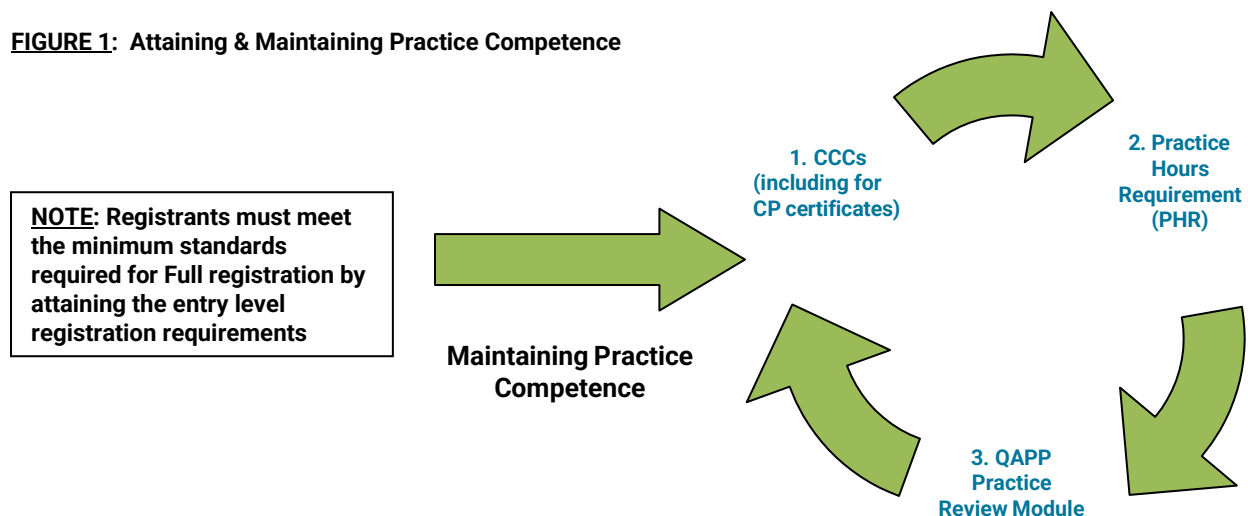 FIGURE 1: Attaining & Maintaining Practice Competence
NOTE: Registrants must meet
the minimum standards
required for Full registration by
attaining the entry level
registration requirements
Maintaining Practice
Competence
1. CCCs
(including for
CP certificates)
2. Practice
Hours
Requirement
(PHR)
3. QAPP
Practice
Review Module